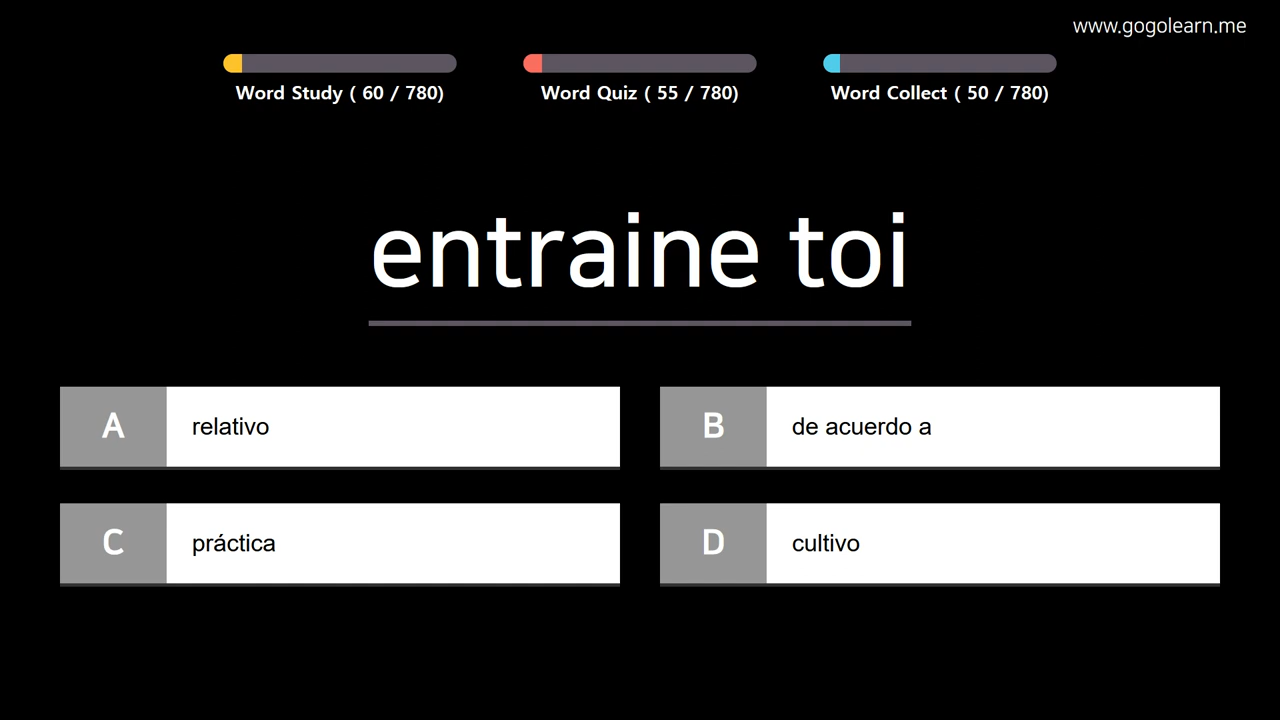 www.gogolearn.me
Word Study ( 60 / 780)
Word Quiz ( 55 / 780)
Word Collect ( 50 / 780)
entraine toi
A relativo
B de acuerdo a
C práctica
D cultivo